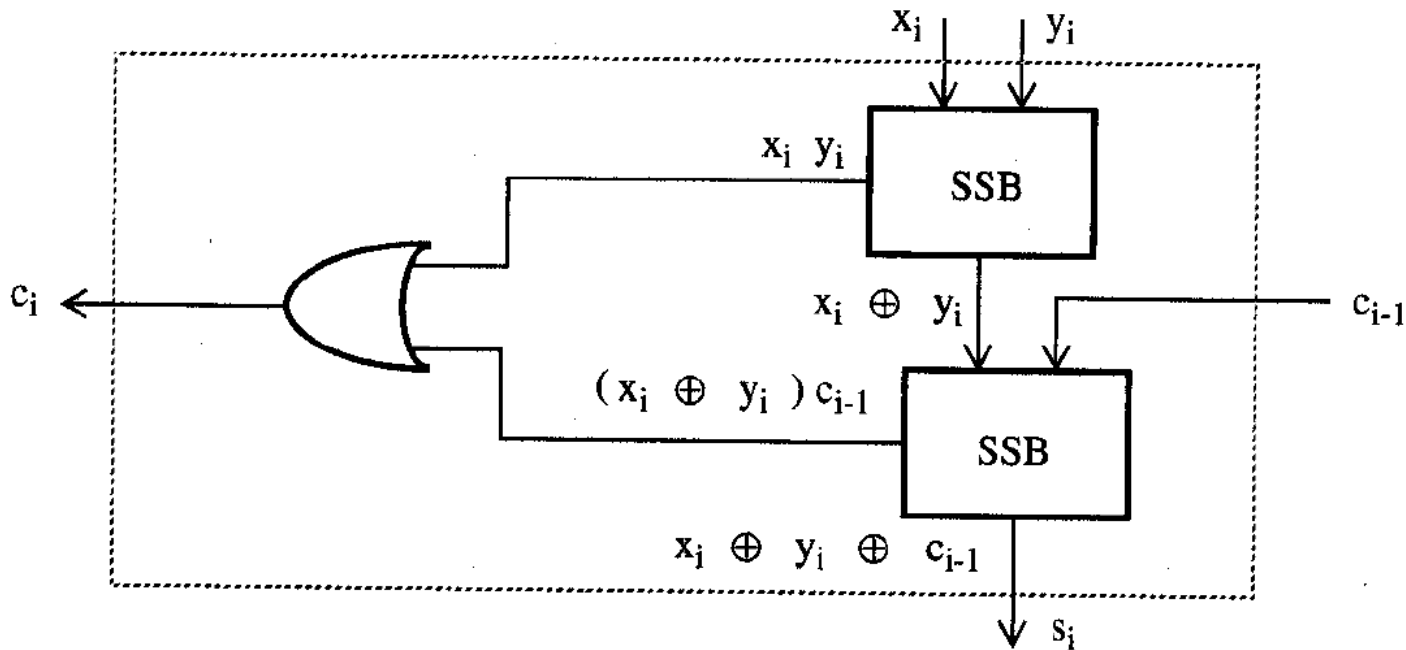 xᵢ yᵢ
xᵢ yᵢ
SSB
cᵢ
xᵢ ⊕ yᵢ
cᵢ₋₁
(xᵢ ⊕ yᵢ) cᵢ₋₁
SSB
xᵢ ⊕ yᵢ ⊕ cᵢ₋₁
sᵢ